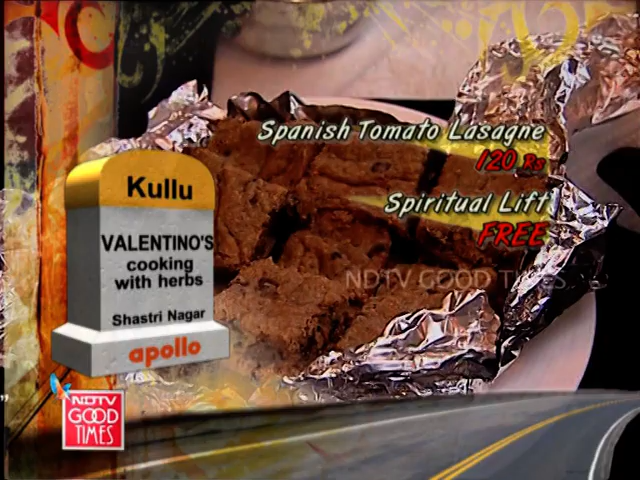 Spanish Tomato Lasagne
120 Rs
Spiritual Lift
FREE
Kullu
VALENTINO'S
cooking
with herbs
Shastri Nagar
apollo
NDTV GOOD TIMES
NDTV
GOOD
TIMES